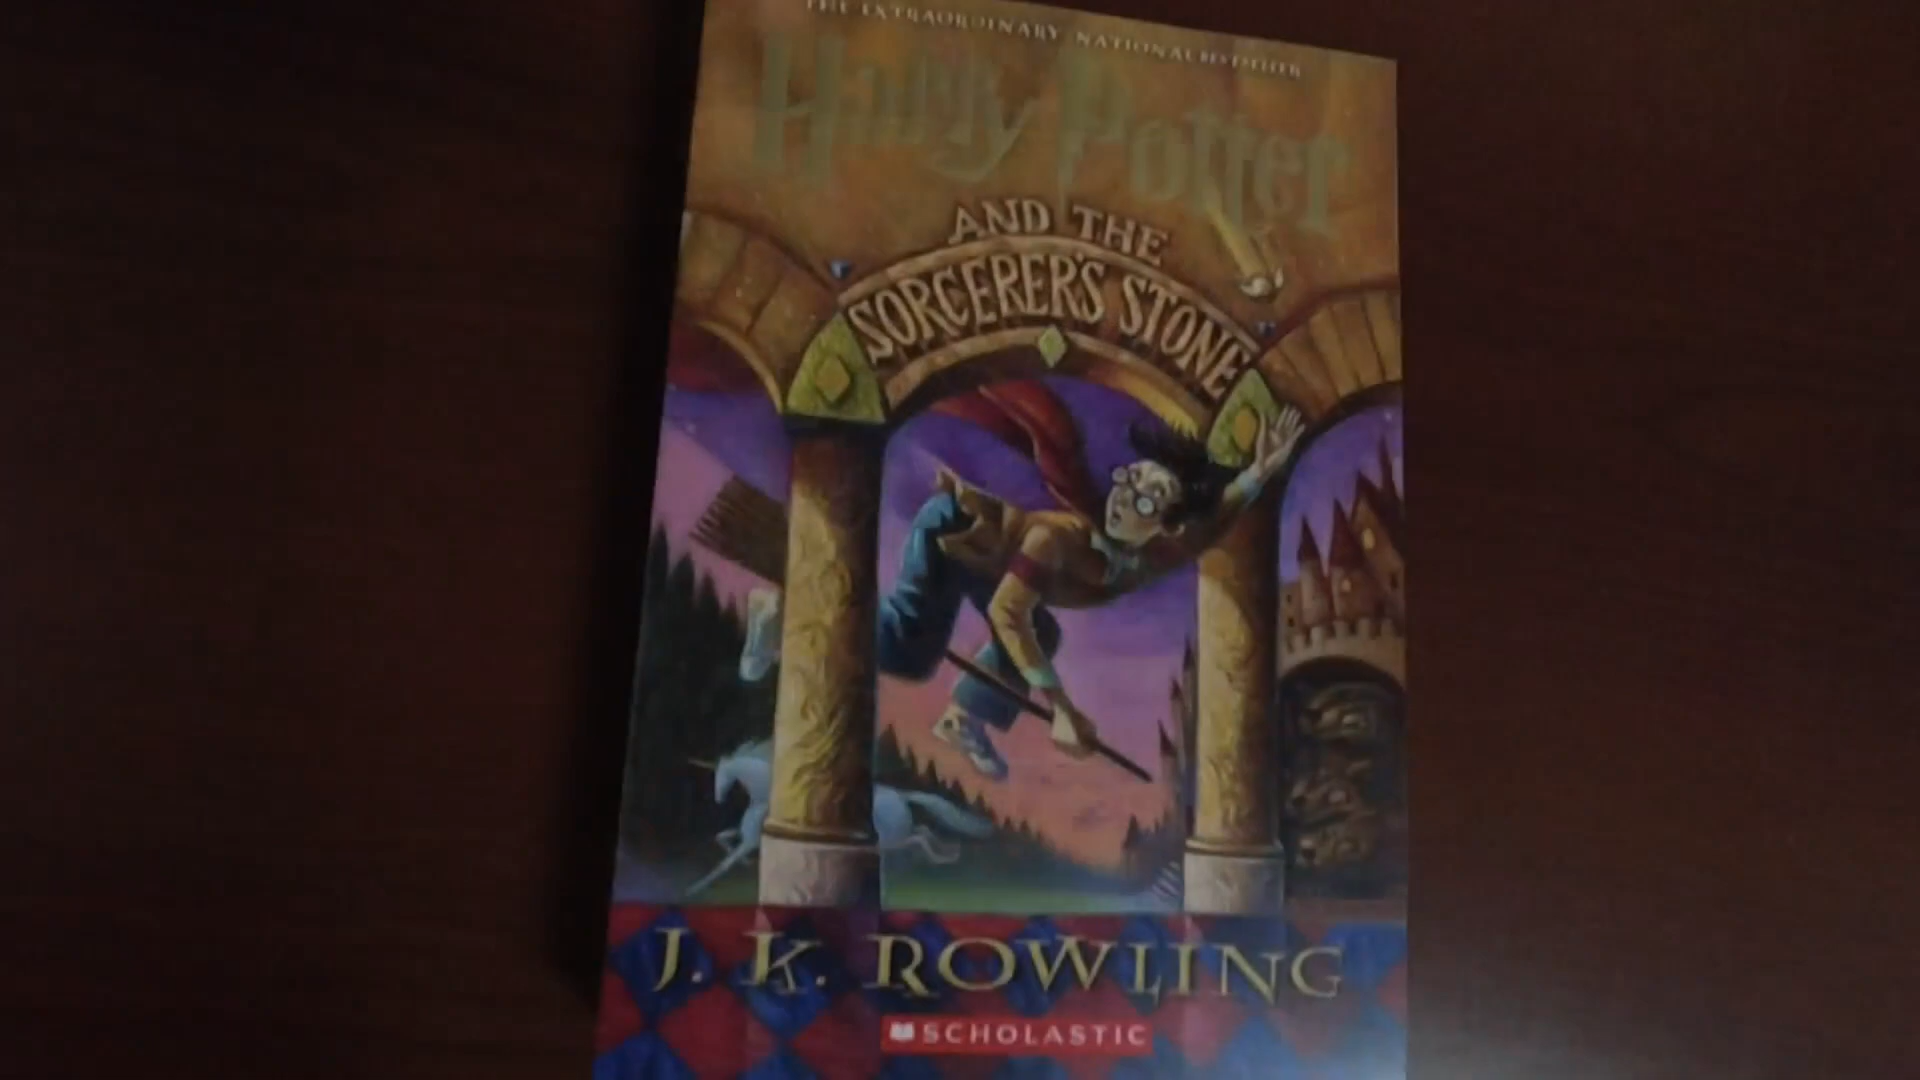 THE EXTRAORDINARY NATIONAL BESTSELLER
Harry Potter
AND THE
SORCERER'S STONE
J. K. ROWLING
SCHOLASTIC